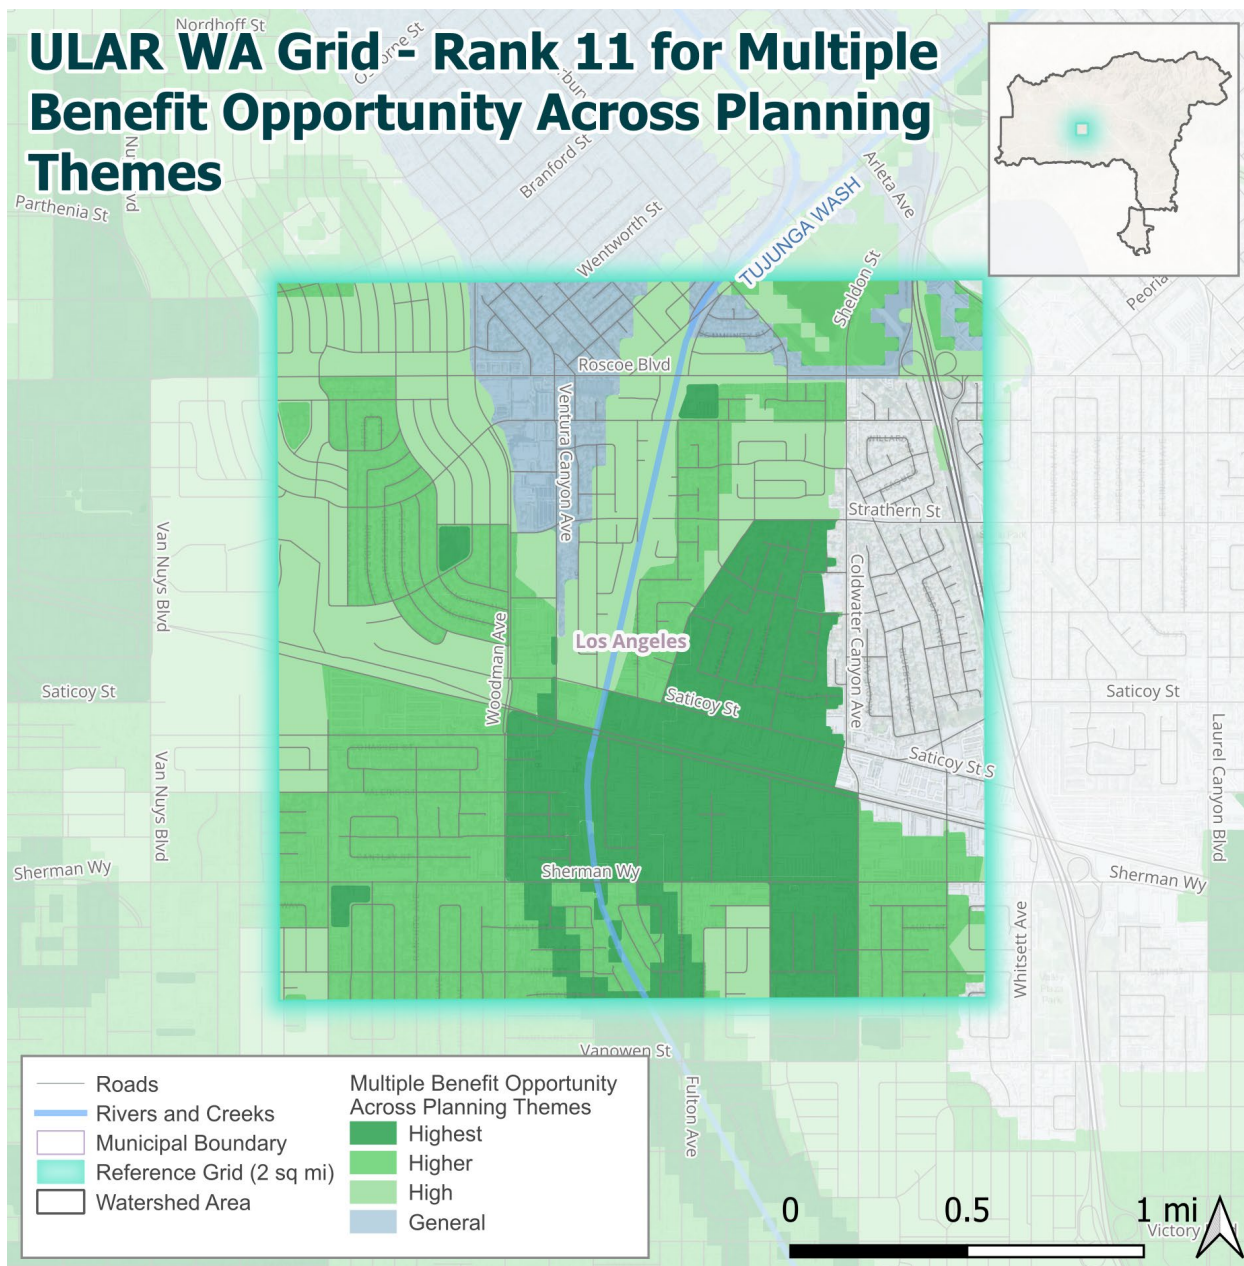 Nordhoff St
ULAR WA Grid - Rank 11 for Multiple
Benefit Opportunity Across Planning
Themes
Branford St
Parthenia St
Wentworth St
Arleta Ave
TUJUNGA WASH
Sheldon St
Peoria
Roscoe Blvd
Ventura Canyon Ave
Strathern St
Van Nuys Blvd
Coldwater Canyon Ave
Los Angeles
Woodman Ave
Saticoy St
Saticoy St
Saticoy St
Saticoy St S
Laurel Canyon Blvd
Van Nuys Blvd
Sherman Wy
Sherman Wy
Sherman Wy
Whitsett Ave
Vanowen St
Fulton Ave
Roads
Rivers and Creeks
Municipal Boundary
Reference Grid (2 sq mi)
Watershed Area
Multiple Benefit Opportunity
Across Planning Themes
Highest
Higher
High
General
0 0.5 1 mi
Victory